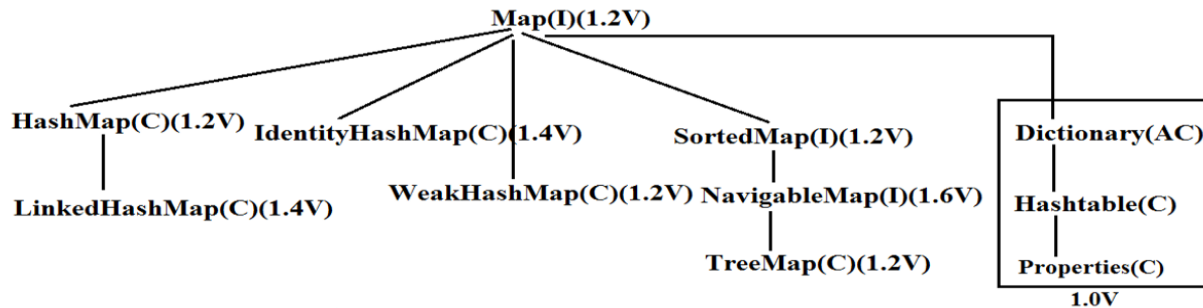 Map(I)(1.2V)
HashMap(C)(1.2V)
IdentityHashMap(C)(1.4V)
SortedMap(I)(1.2V)
Dictionary(AC)
LinkedHashMap(C)(1.4V)
WeakHashMap(C)(1.2V)
NavigableMap(I)(1.6V)
Hashtable(C)
TreeMap(C)(1.2V)
Properties(C)
1.0V